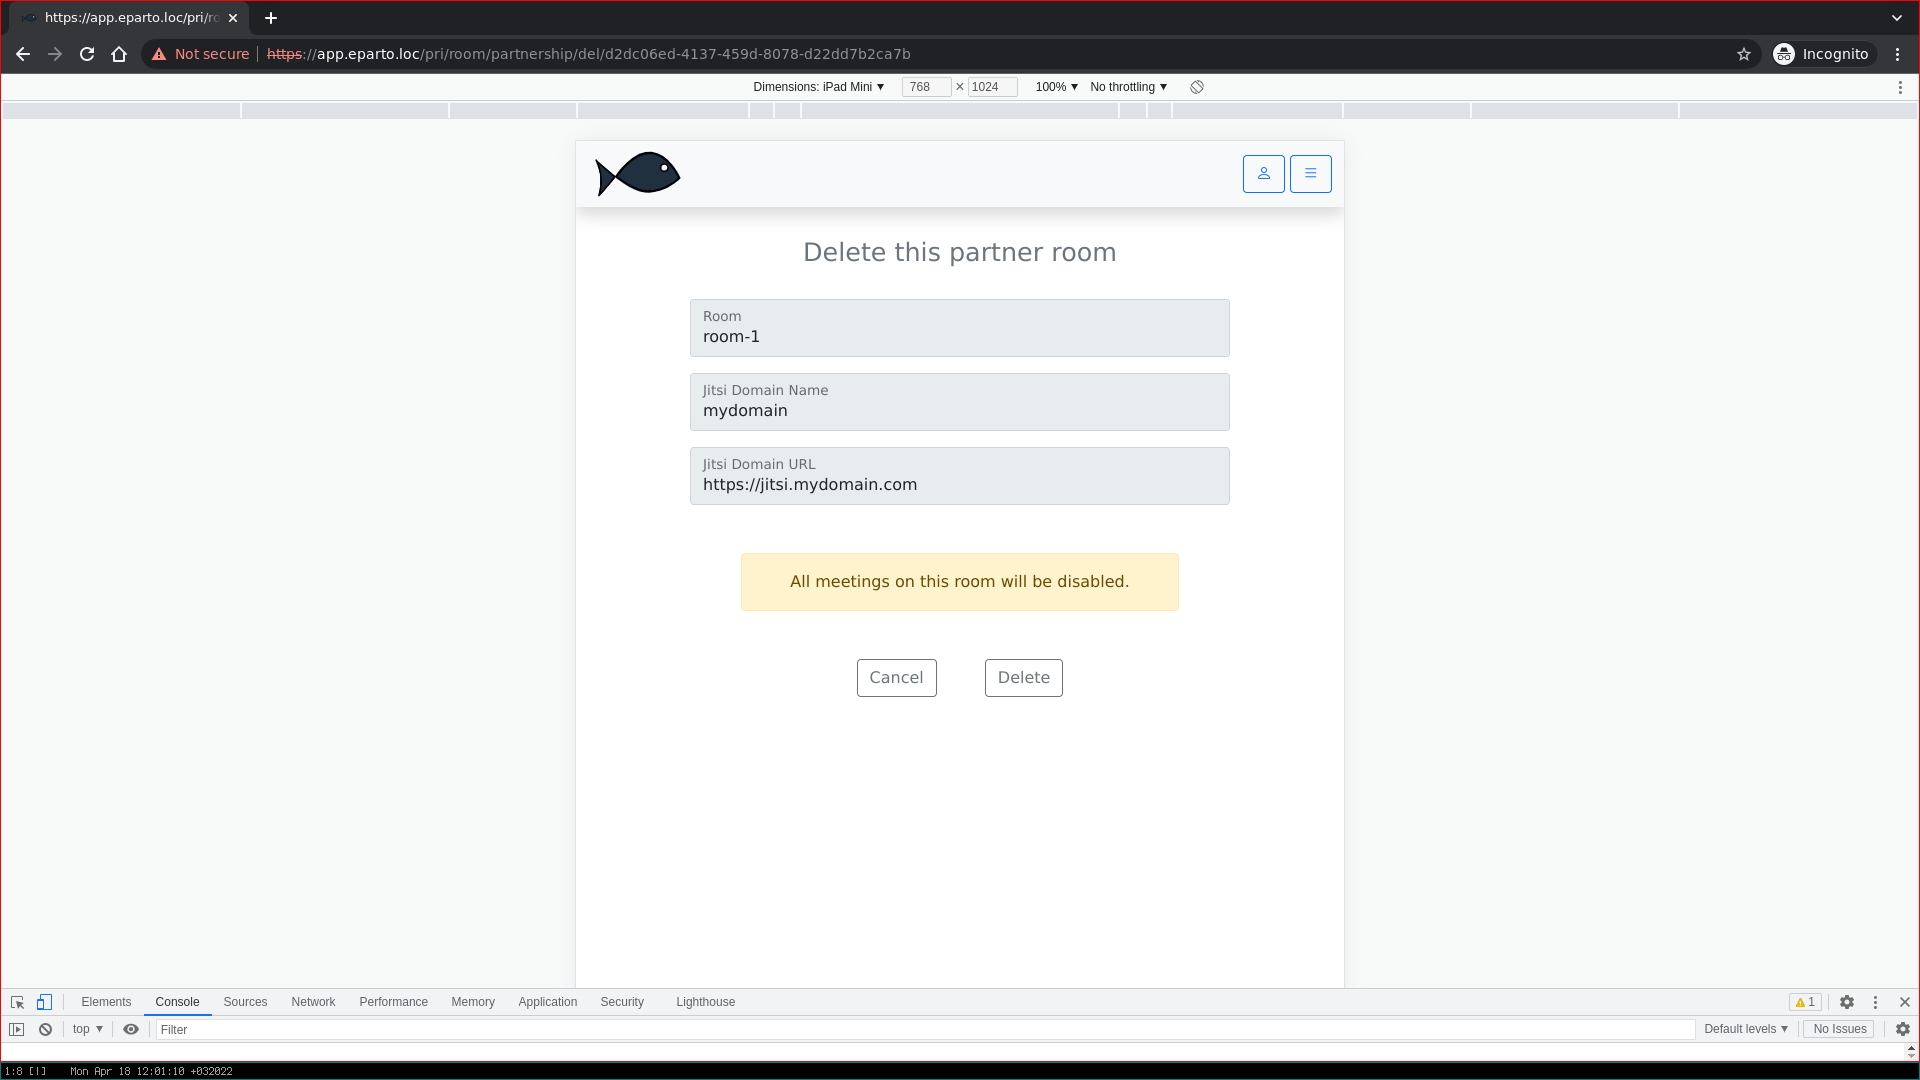 https://app.eparto.loc/pri/ro
Not secure https://app.eparto.loc/pri/room/partnership/del/d2dc06ed-4137-459d-8078-d22dd7b2ca7b Incognito
Dimensions: iPad Mini ▼ 768 × 1024 100% ▼ No throttling ▼
Delete this partner room
Room
room-1
Jitsi Domain Name
mydomain
Jitsi Domain URL
https://jitsi.mydomain.com
All meetings on this room will be disabled.
Cancel Delete
Elements Console Sources Network Performance Memory Application Security Lighthouse 1
top ▼ Filter Default levels ▼ No Issues
1:8 [|] Mon Apr 18 12:01:10 +032022